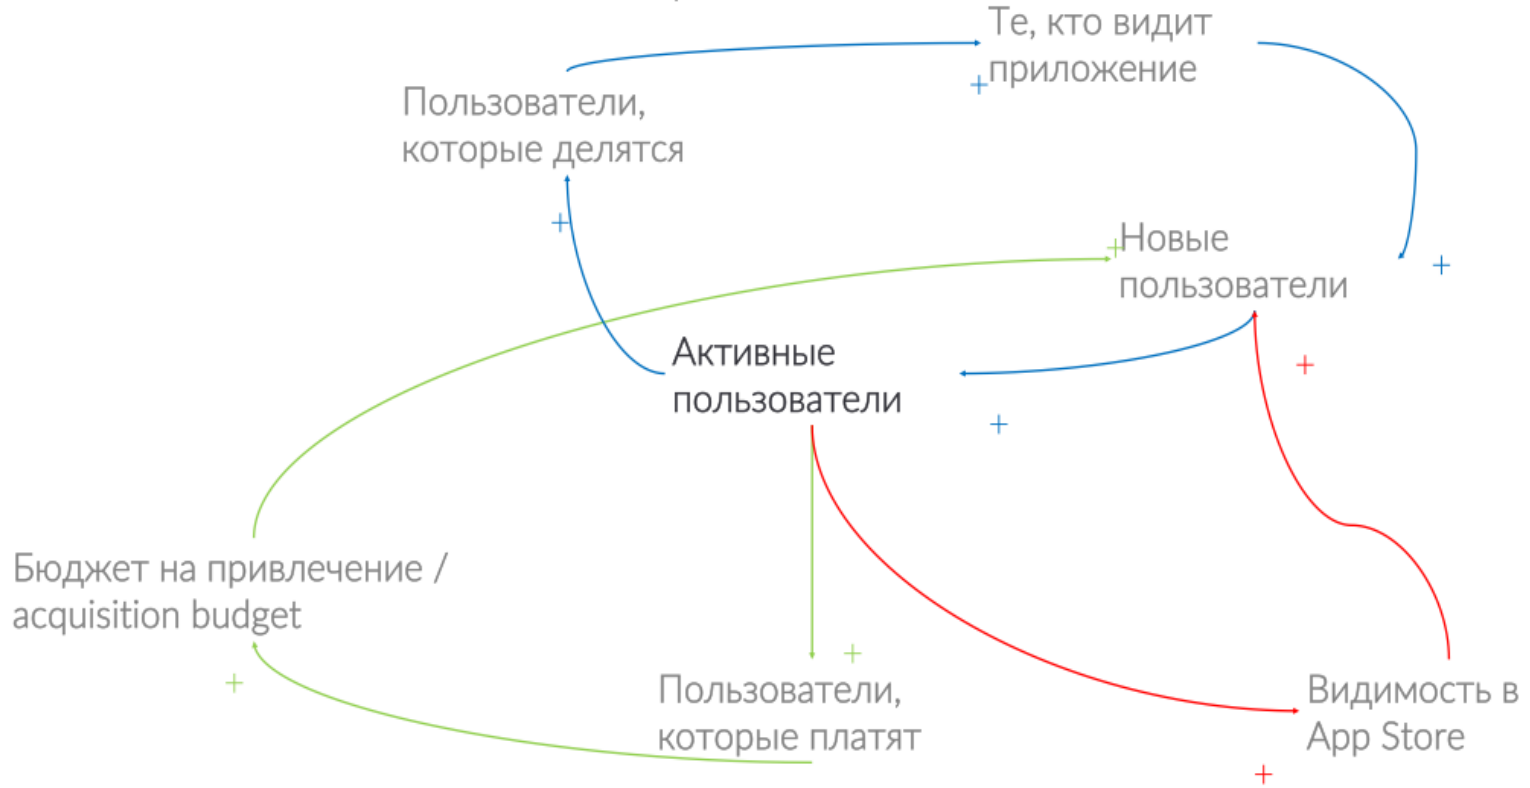 Те, кто видит
приложение
+
Пользователи,
которые делятся
+
+
Новые
пользователи
+
Активные
пользователи
+
+
Бюджет на привлечение /
acquisition budget
+
+
Пользователи,
которые платят
Видимость в
App Store
+